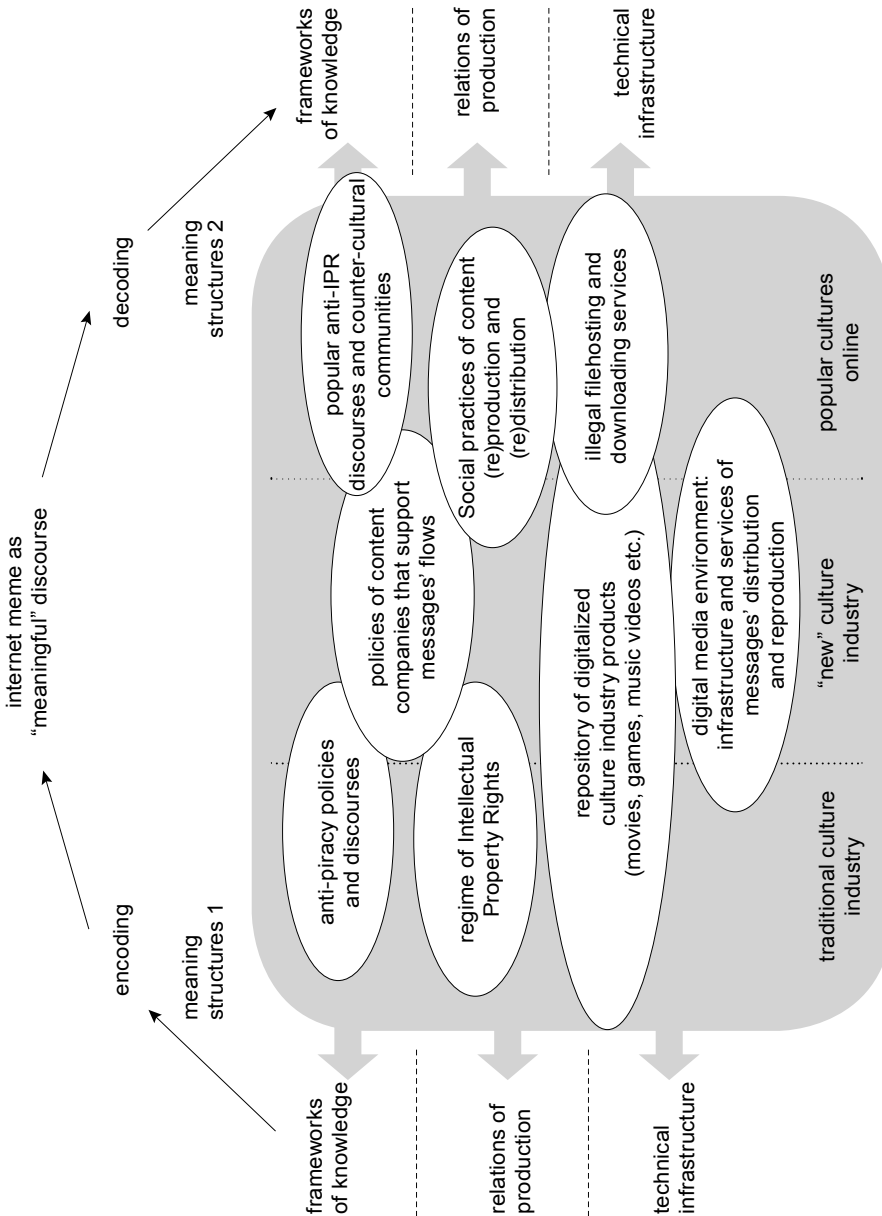 internet meme as
“meaningful” discourse
encoding
decoding
meaning
structures 1
meaning
structures 2
frameworks
of knowledge
relations of
production
technical
infrastructure
anti-piracy policies
and discourses
policies of content
companies that support
messages’ flows
popular anti-IPR
discourses and counter-cultural
communities
regime of Intellectual
Property Rights
Social practices of content
(re)production and
(re)distribution
repository of digitalized
culture industry products
(movies, games, music videos etc.)
illegal filehosting and
downloading services
digital media environment:
infrastructure and services of
messages’ distribution
and reproduction
traditional culture
industry
“new” culture
industry
popular cultures
online
frameworks
of knowledge
relations of
production
technical
infrastructure